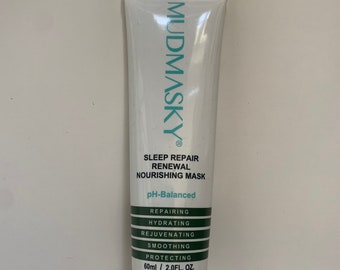 MUDMASKY®
SLEEP REPAIR
RENEWAL
NOURISHING MASK
pH-Balanced
REPAIRING
HYDRATING
REJUVENATING
SMOOTHING
PROTECTING
60ml / 2.0FL. OZ.